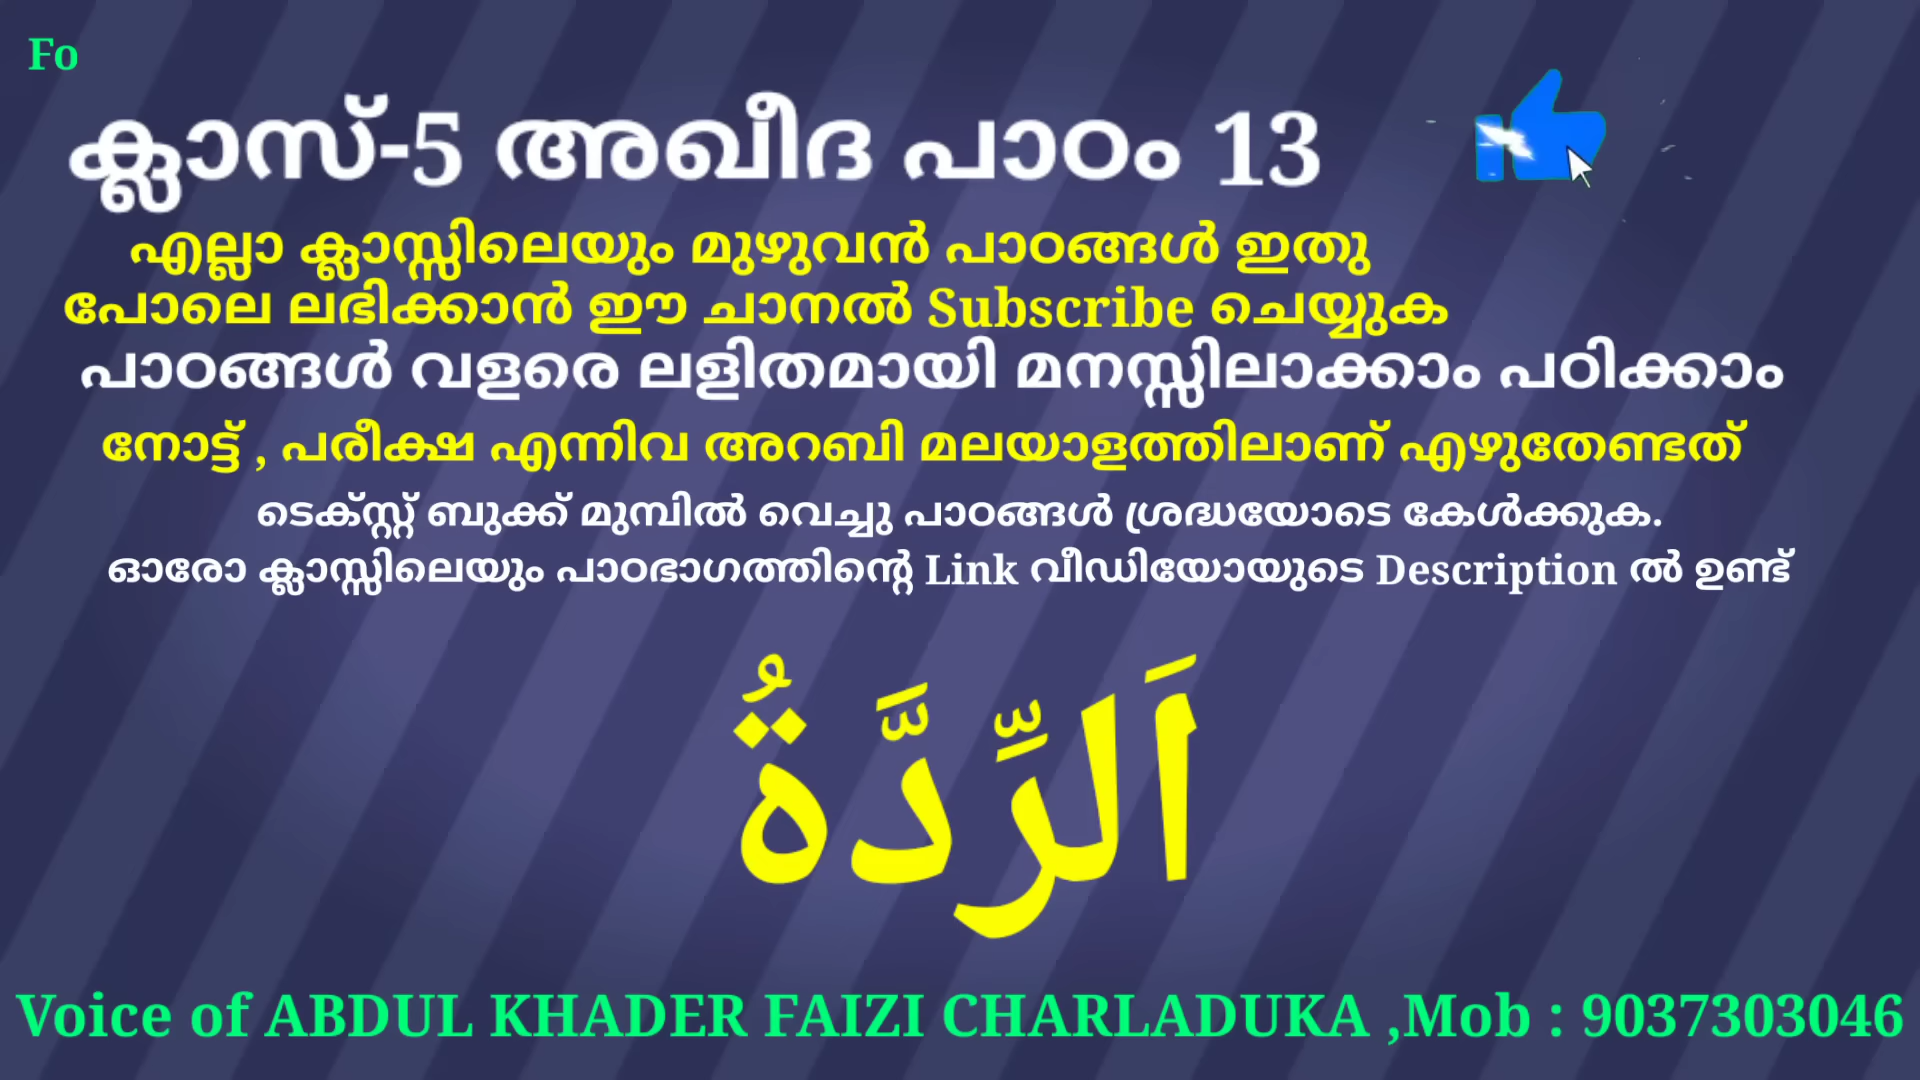 Fo
ക്ലാസ്-5 അഖീദ പാഠം 13
എല്ലാ ക്ലാസ്സിലെയും മുഴുവൻ പാഠങ്ങൾ ഇതു
പോലെ ലഭിക്കാൻ ഈ ചാനൽ Subscribe ചെയ്യുക
പാഠങ്ങൾ വളരെ ലളിതമായി മനസ്സിലാക്കാം പഠിക്കാം
നോട്ട് , പരീക്ഷ എന്നിവ അറബി മലയാളത്തിലാണ് എഴുതേണ്ടത്
ടെക്സ്റ്റ് ബുക്ക് മുമ്പിൽ വെച്ചു പാഠങ്ങൾ ശ്രദ്ധയോടെ കേൾക്കുക.
ഓരോ ക്ലാസ്സിലെയും പാഠഭാഗത്തിന്റെ Link വീഡിയോയുടെ Description ൽ ഉണ്ട്
اَلرِّدَّةُ
Voice of ABDUL KHADER FAIZI CHARLADUKA ,Mob : 9037303046